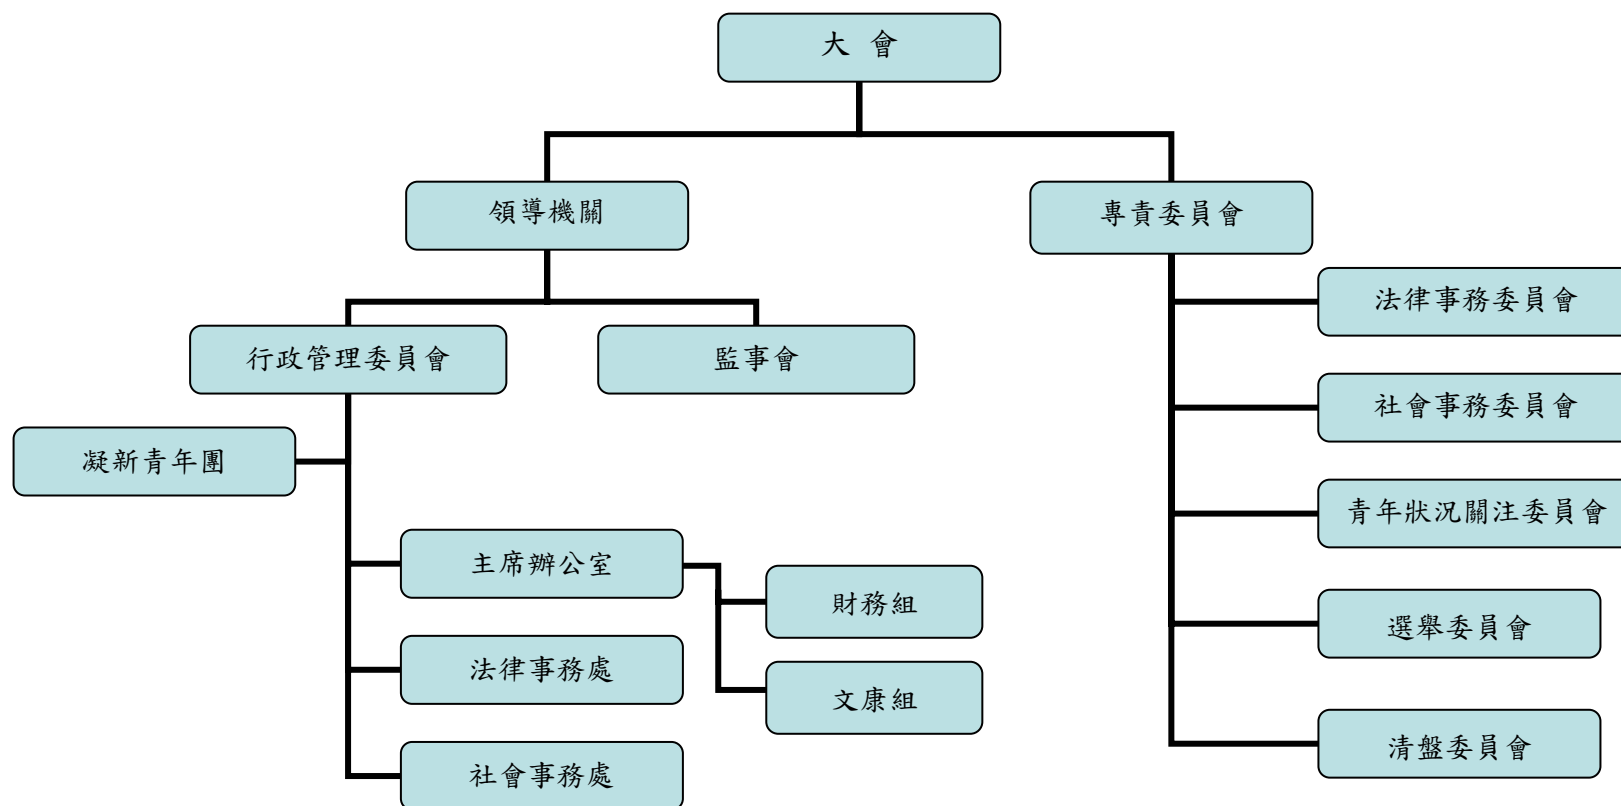 大 會
領導機關
專責委員會
法律事務委員會
行政管理委員會
監事會
社會事務委員會
凝新青年團
青年狀況關注委員會
主席辦公室
財務組
選舉委員會
法律事務處
文康組
清盤委員會
社會事務處